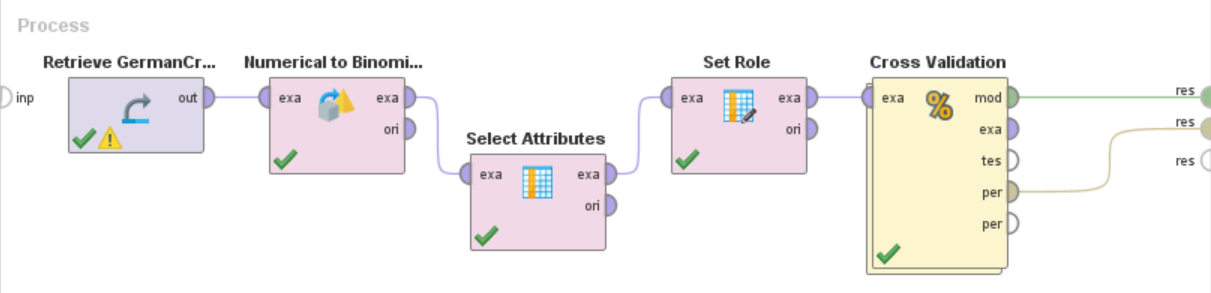 Process
Retrieve GermanCr...
inp
out
Numerical to Binomi...
exa
exa
ori
Select Attributes
exa
exa
ori
Set Role
exa
exa
ori
Cross Validation
exa
%
mod
exa
tes
per
per
res
res
res